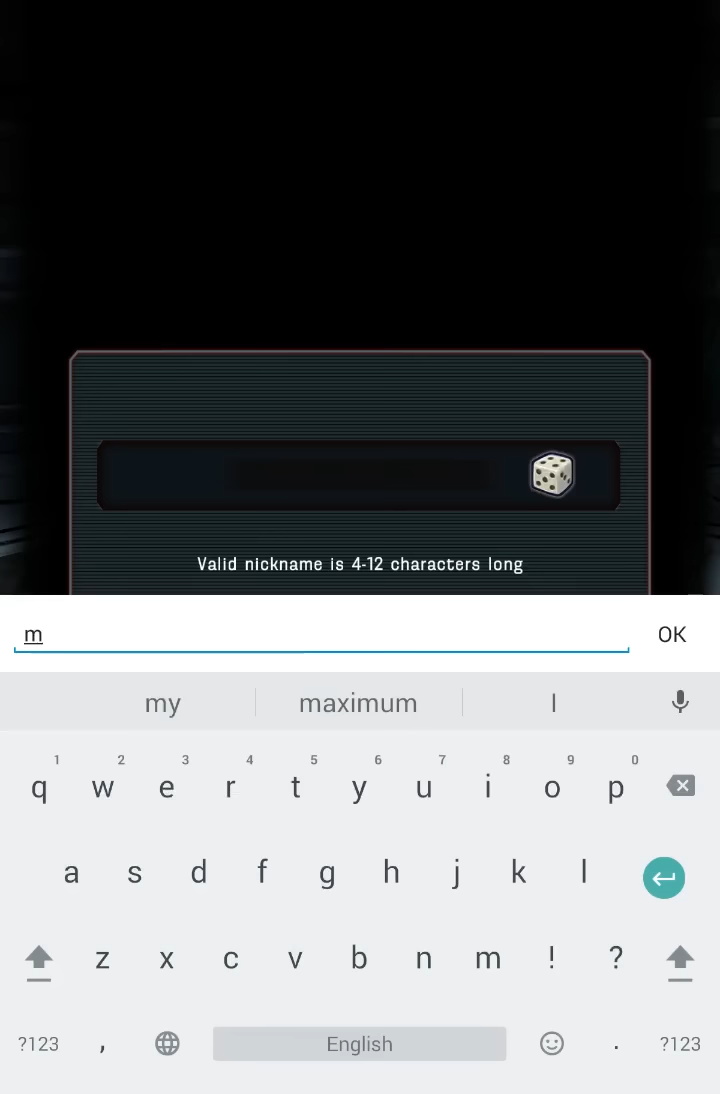 Valid nickname is 4-12 characters long
m
OK
my maximum I
1 2 3 4 5 6 7 8 9 0
q w e r t y u i o p
a s d f g h j k l
z x c v b n m ! ?
?123 , English . ?123